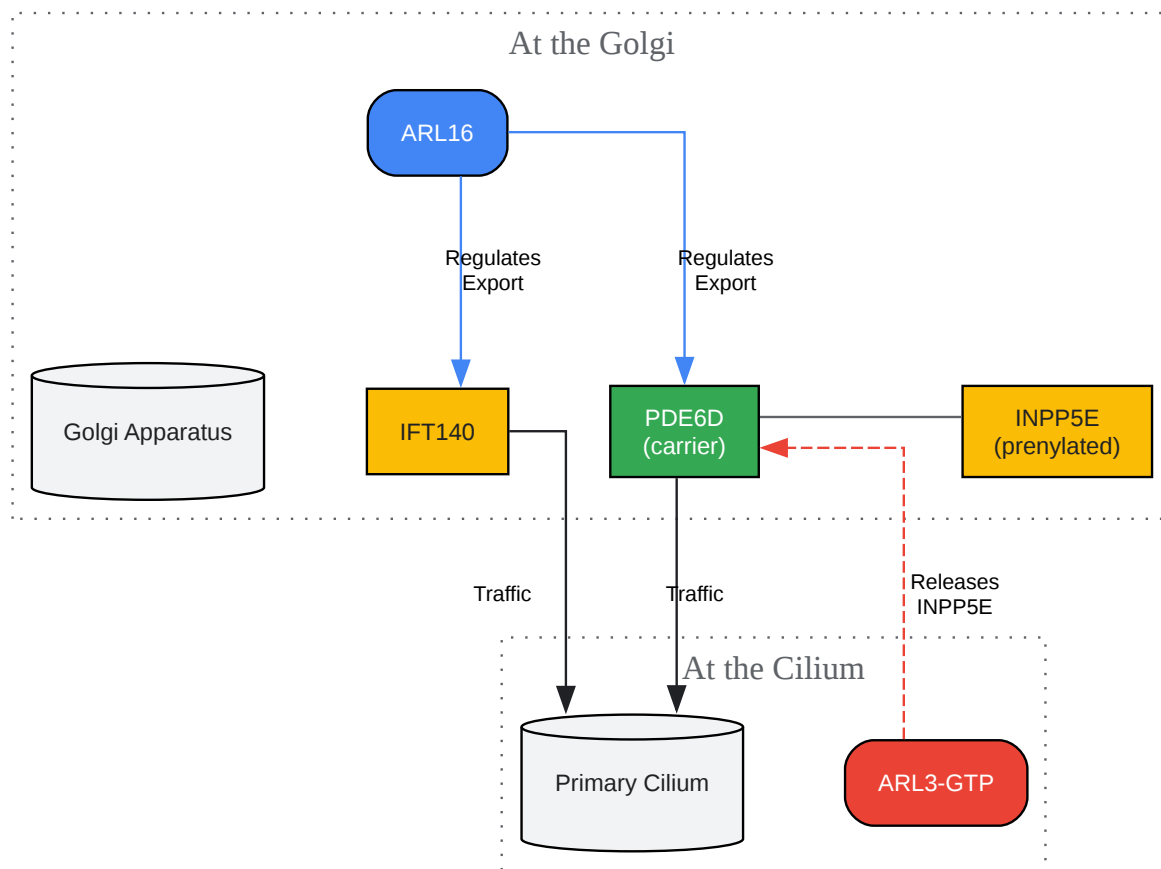 At the Golgi
ARL16
Regulates
Export
Regulates
Export
Golgi Apparatus
IFT140
PDE6D
(carrier)
INPP5E
(prenylated)
Traffic
Traffic
Releases
INPP5E
At the Cilium
Primary Cilium
ARL3-GTP